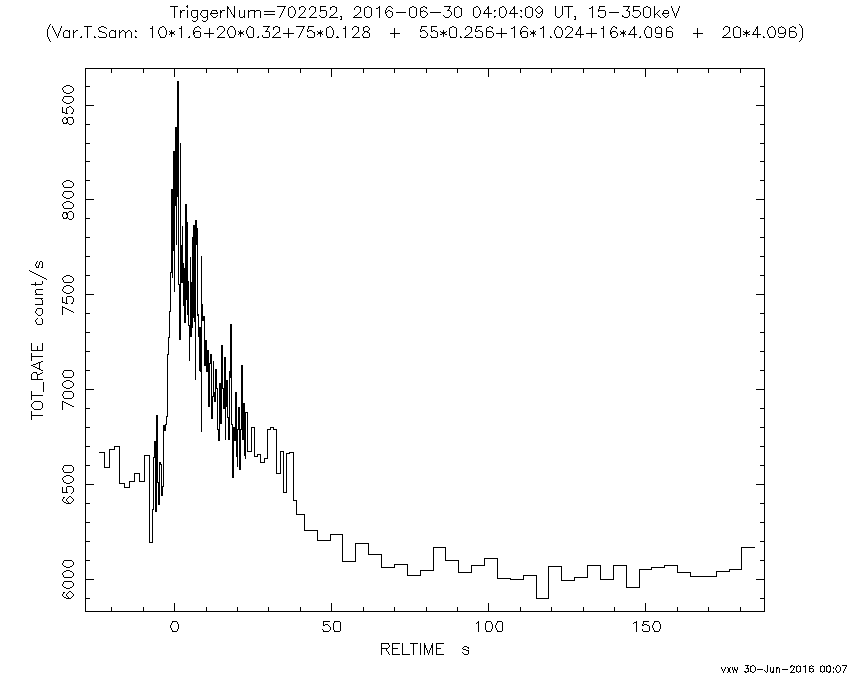 TriggerNum=702252, 2016-06-30 04:04:09 UT, 15-350keV
(Var.T.Sam: 10*1.6+20*0.32+75*0.128 + 55*0.256+16*1.024+16*4.096 + 20*4.096)
8500
8000
7500
7000
6500
6000
TOT_RATE count/s
0 50 100 150
RELTIME s
vxw 30-Jun-2016 00:07